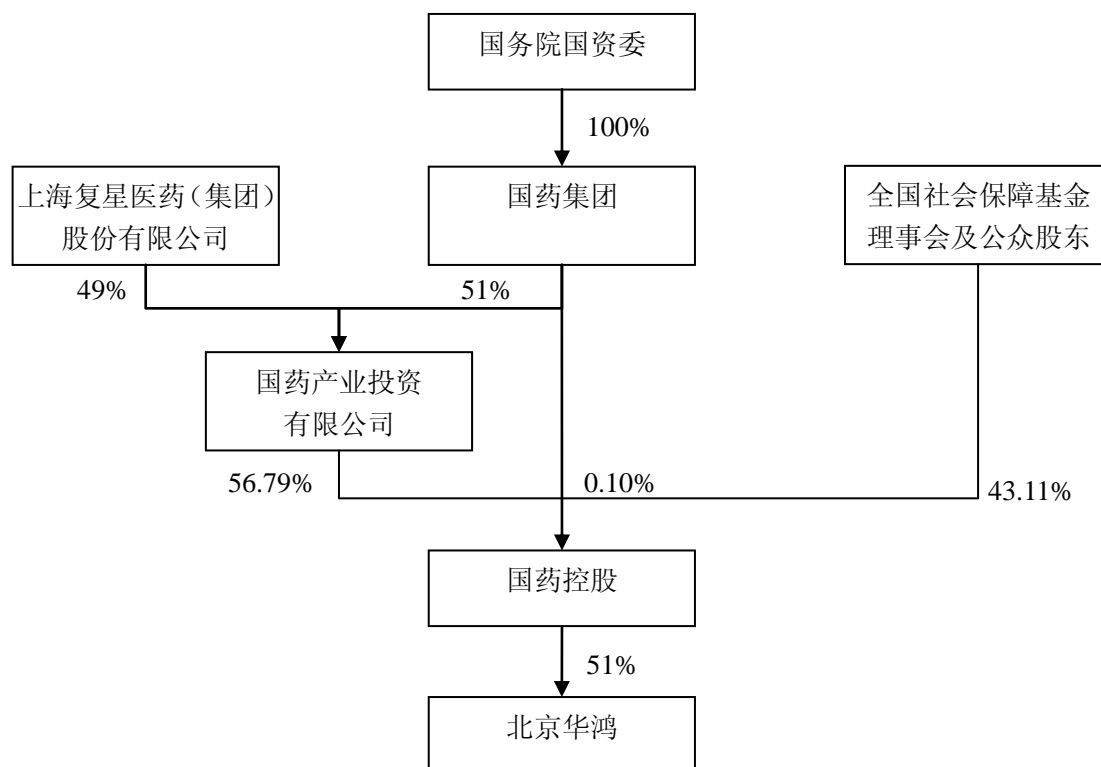 国务院国资委
100%
上海复星医药（集团）
股份有限公司
国药集团
全国社会保障基金
理事会及公众股东
49%
51%
国药产业投资
有限公司
56.79%
0.10%
43.11%
国药控股
51%
北京华鸿